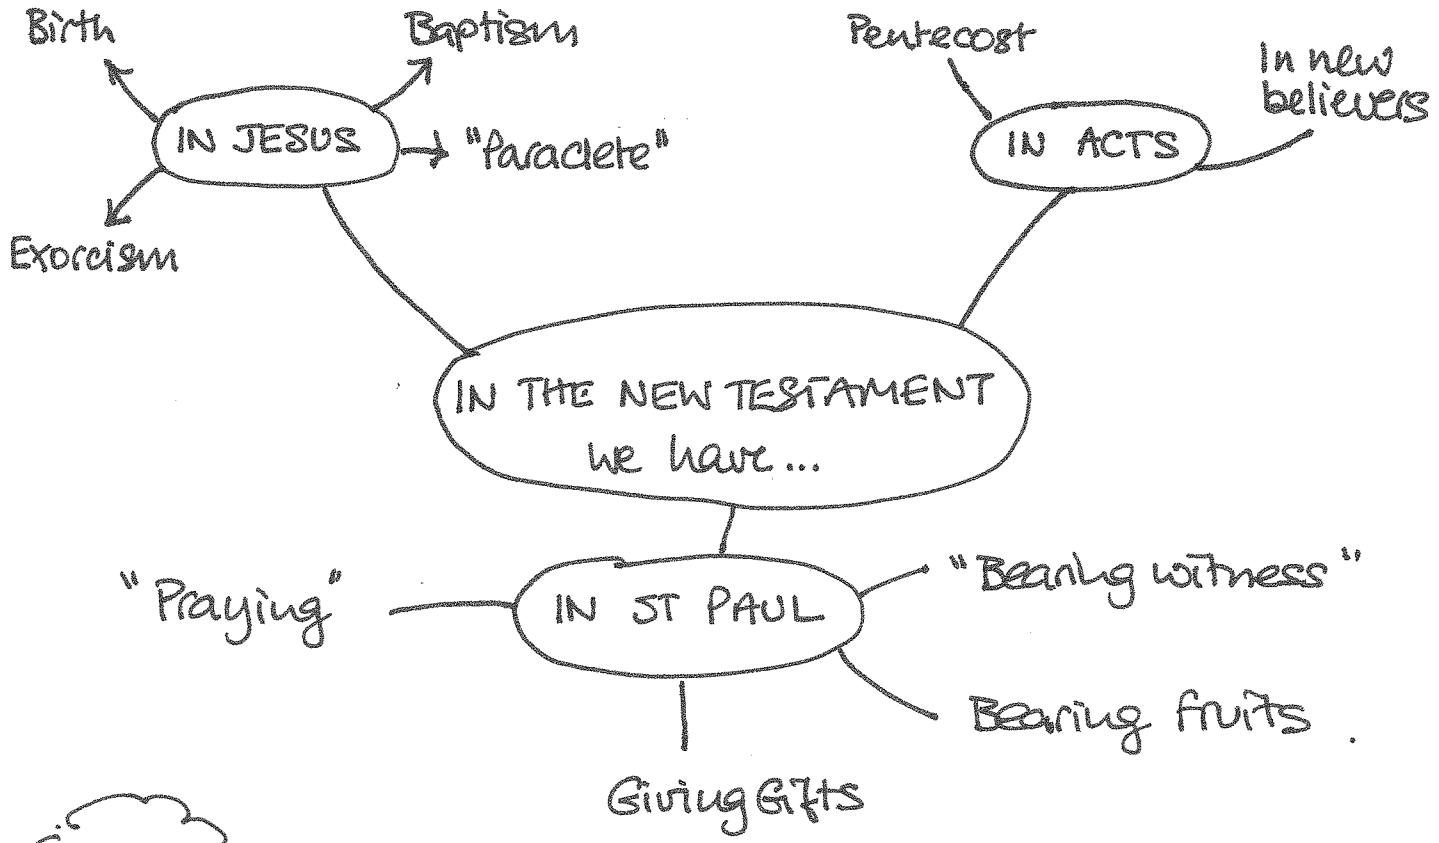 Birth
Baptism
IN JESUS
"Paraclete"
Exorcism
Pentecost
In new
believers
IN ACTS
IN THE NEW TESTAMENT
we have...
"Praying"
IN ST PAUL
"Bearing witness"
Bearing fruits.
Giving Gifts